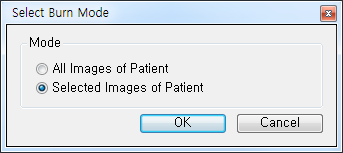 Select Burn Mode
Mode
All Images of Patient
Selected Images of Patient
OK
Cancel